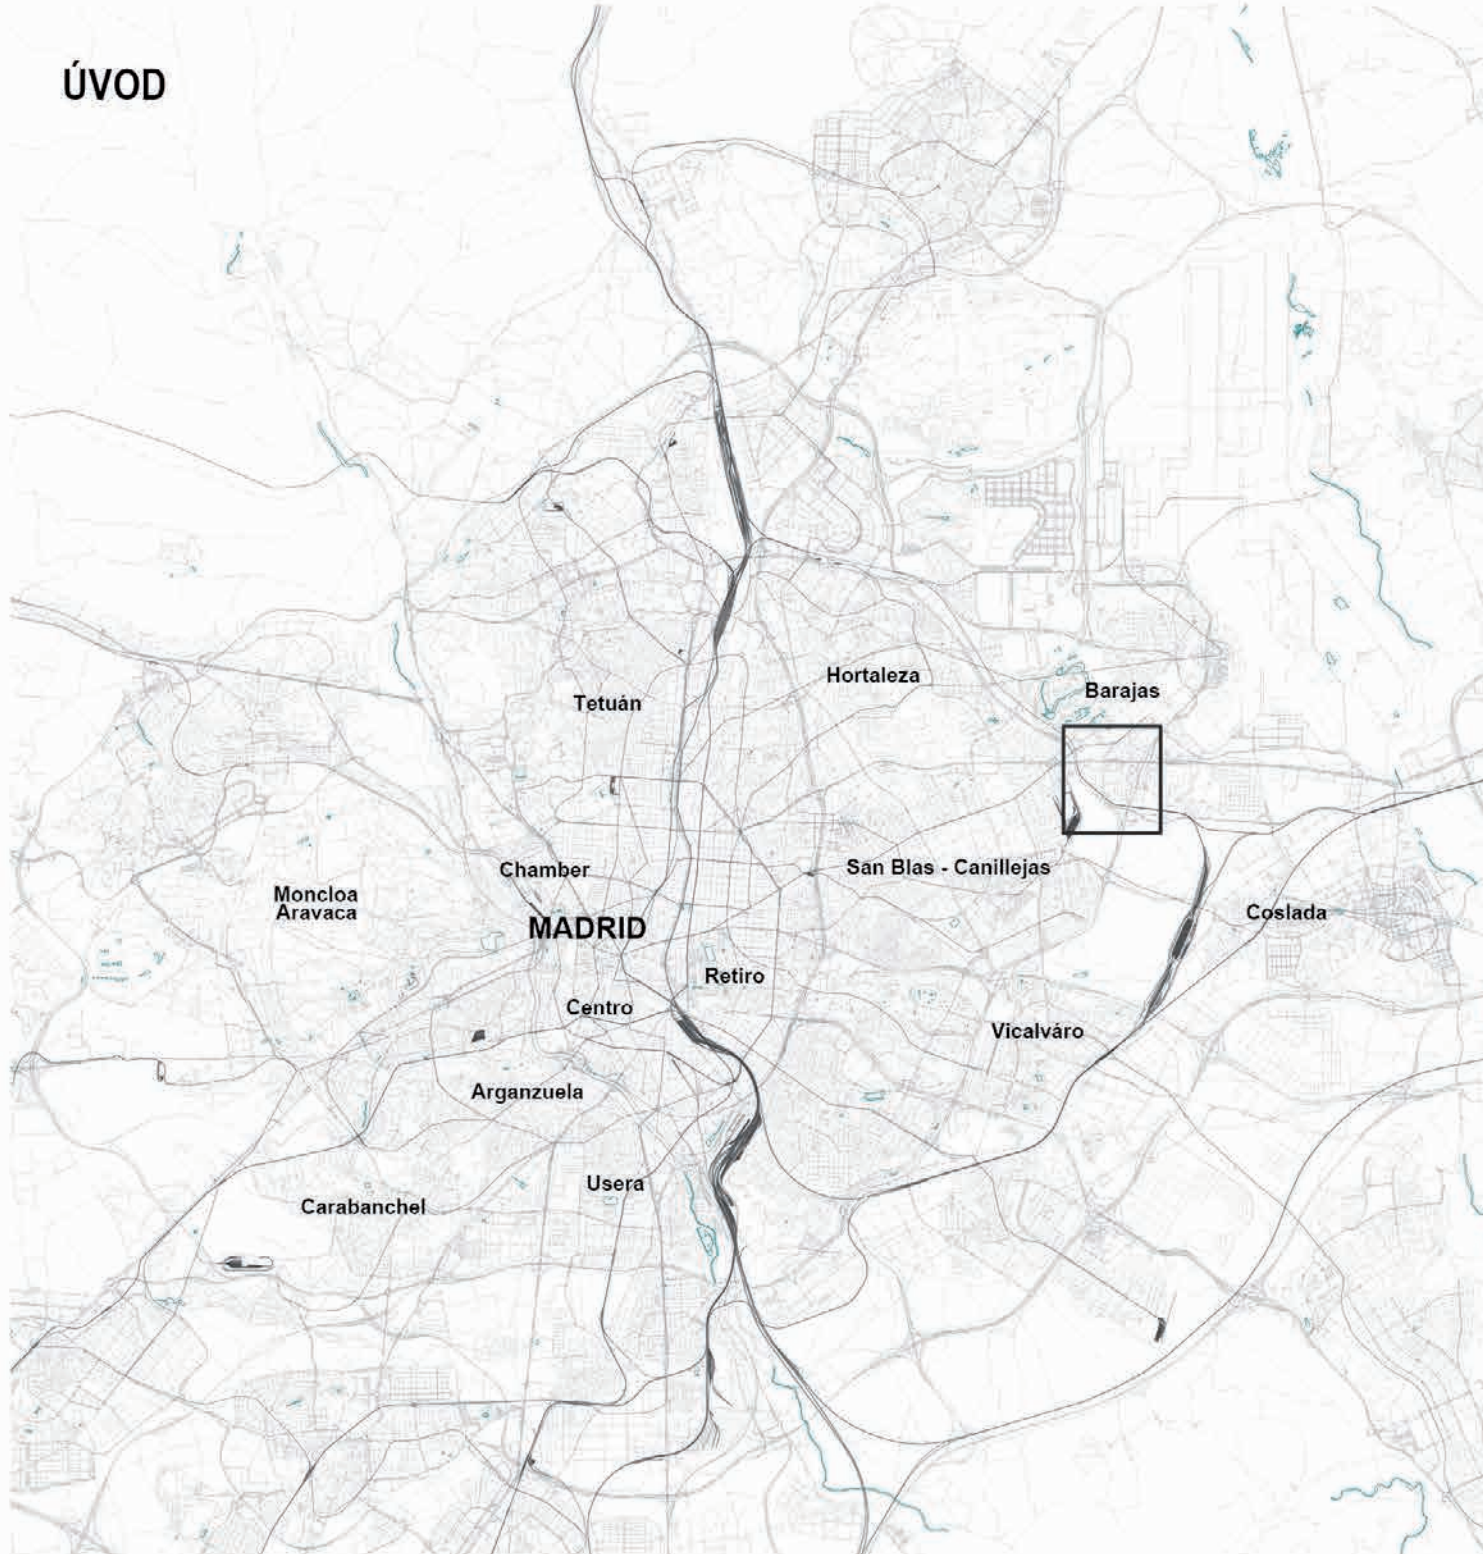 ÚVOD
Hortaleza
Barajas
Tetuán
Chamber
San Blas - Canillejas
Moncloa
Aravaca
MADRID
Coslada
Retiro
Centro
Vicalváro
Arganzuela
Usera
Carabanchel